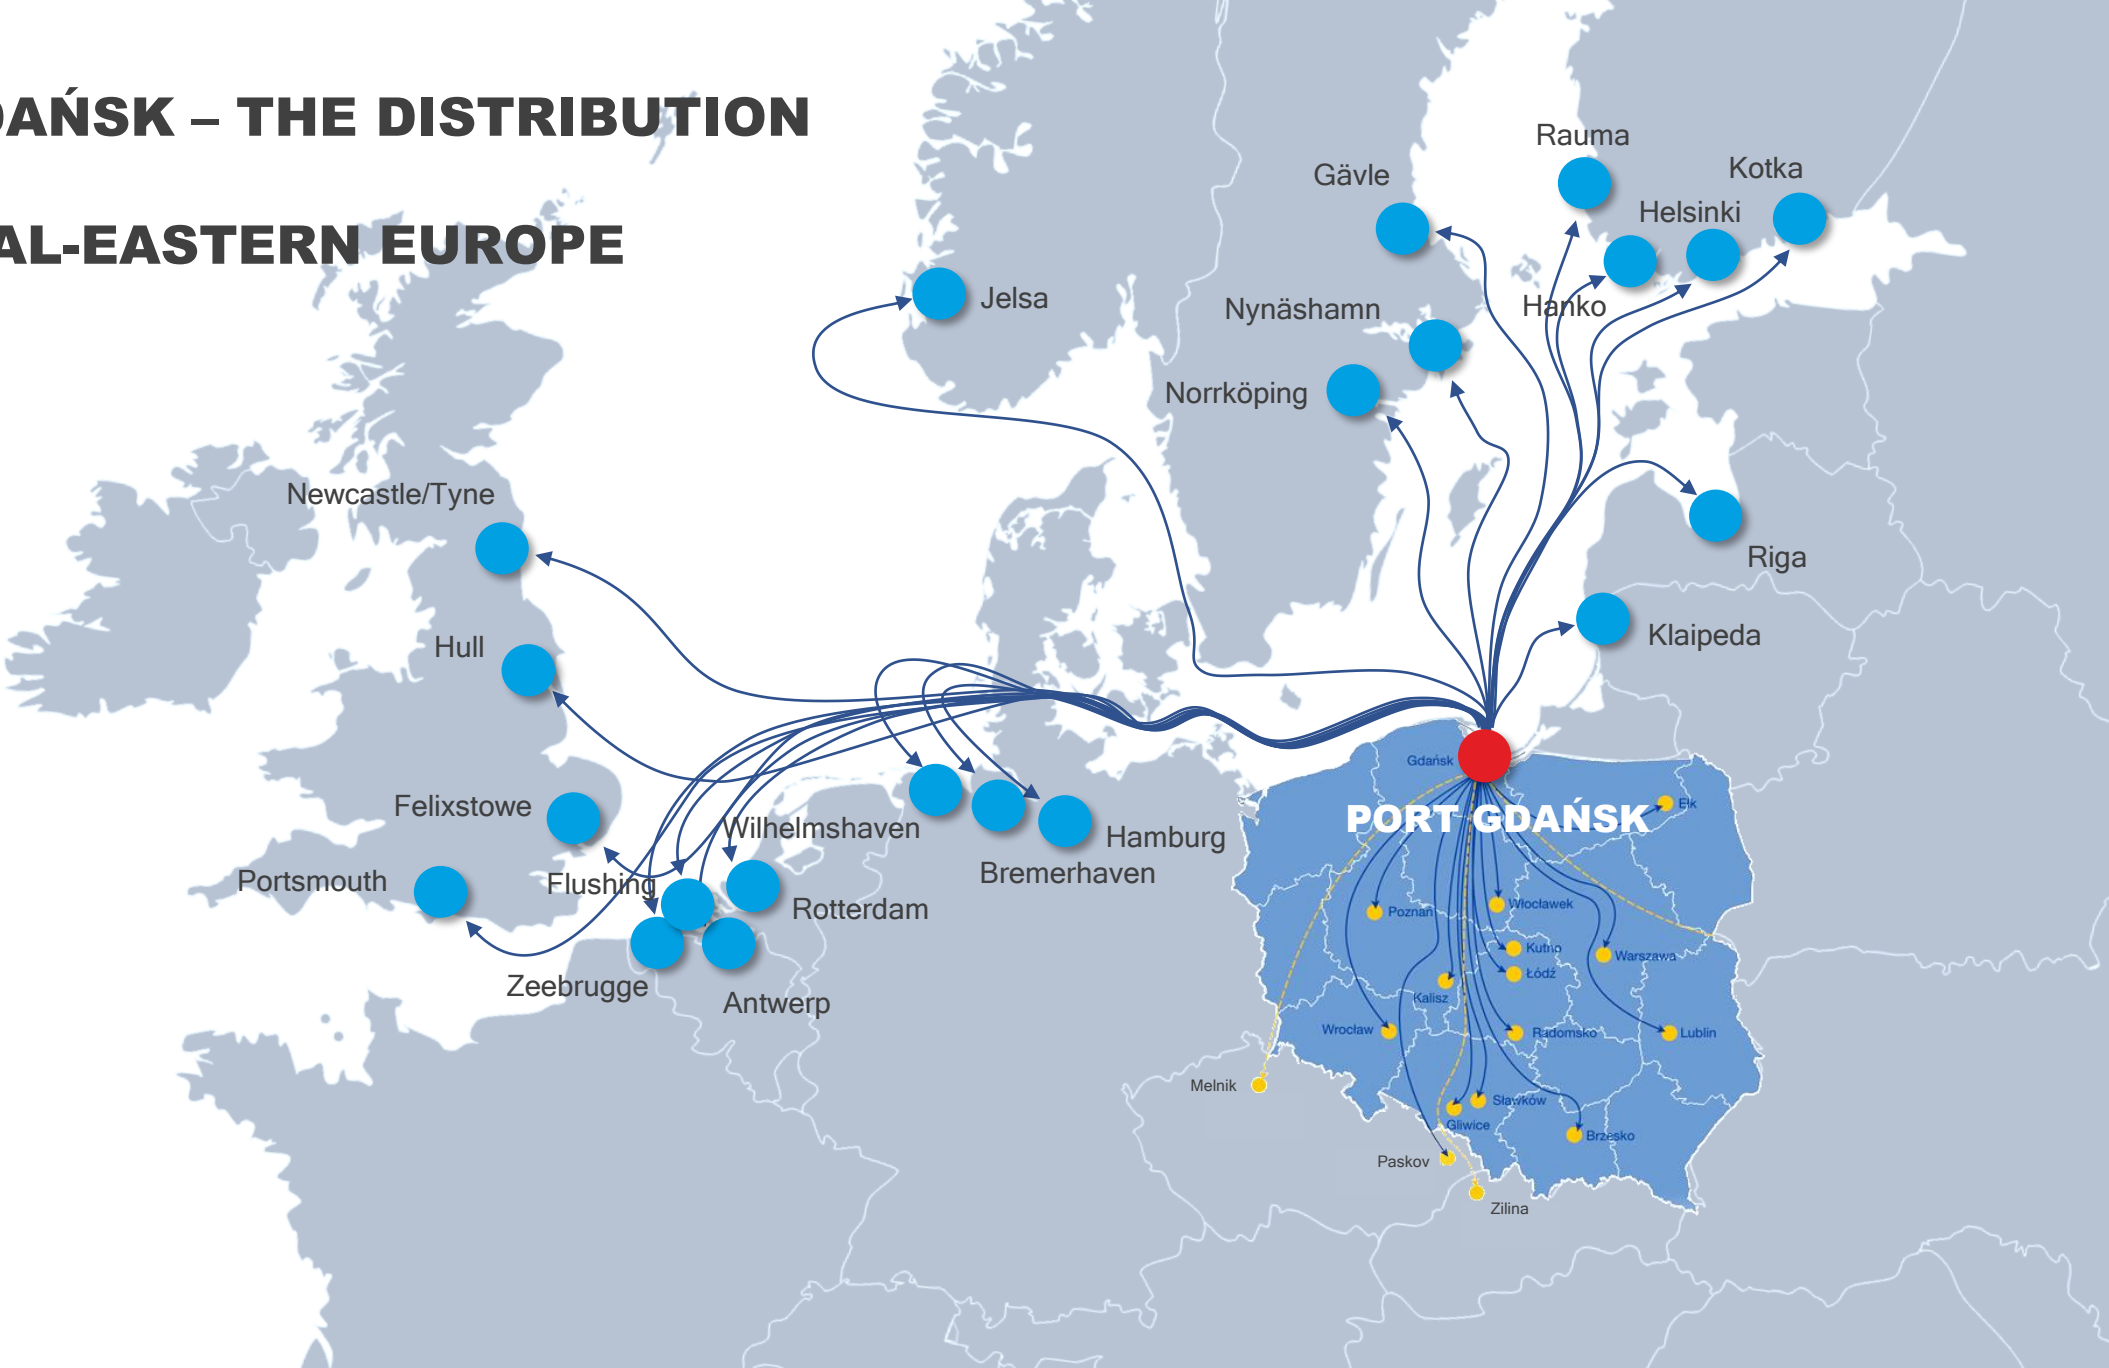 DAŃSK – THE DISTRIBUTION
AL-EASTERN EUROPE
Rauma
Kotka
Gävle
Helsinki
Jelsa
Nynäshamn
Hanko
Norrköping
Newcastle/Tyne
Riga
Hull
Klaipeda
Gdańsk
PORT GDAŃSK
Ełk
Felixstowe
Wilhelmshaven
Hamburg
Bremerhaven
Portsmouth
Flushing
Rotterdam
Zeebrugge
Antwerp
Poznań
Włocławek
Kutno
Warszawa
Łódź
Kalisz
Wrocław
Radomsko
Lublin
Melnik
Sławków
Gliwice
Brzesko
Paskov
Zilina